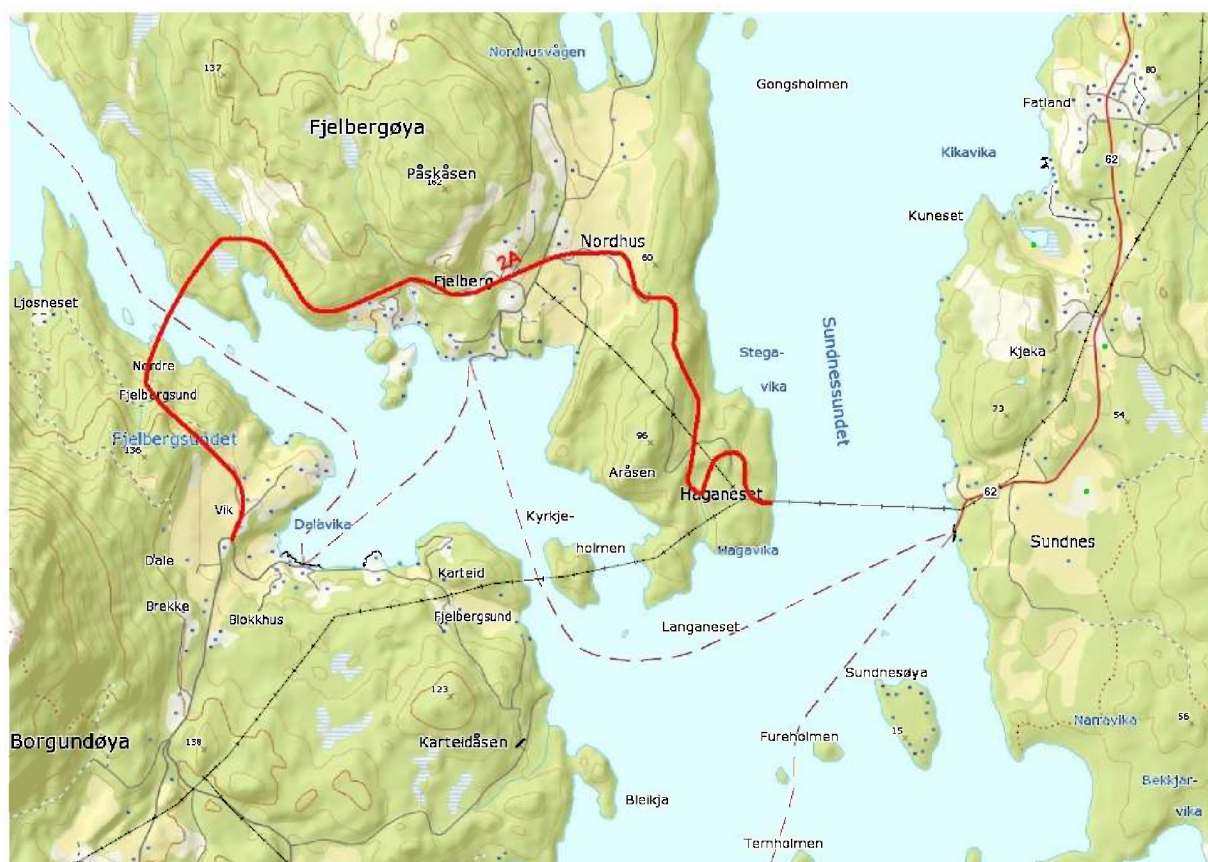 Nordhusvågen
137
80
Gongsholmen
Fatland
Fjelbergøya
Kikavika
62
Påskåsen
162
Kuneset
Nordhus
2A
60
Fjelberg
Ljosneset
Sundnessundet
Stega-
vika
Kjeka
Nordre
Fjelbergsund
73
54
Fjelbergsundet
136
96
Aråsen
Haganeset
62
Vik
Dalavika
Kyrkje-
holmen
Hagavika
Sundnes
Dale
Karteid
Brekke
Blokkhus
Fjelbergsund
Langaneset
Sundnesøya
123
Narravika
56
Borgundøya
138
Karteidåsen
Fureholmen
15
Bekkjar-
vika
Bleikja
Ternholmen